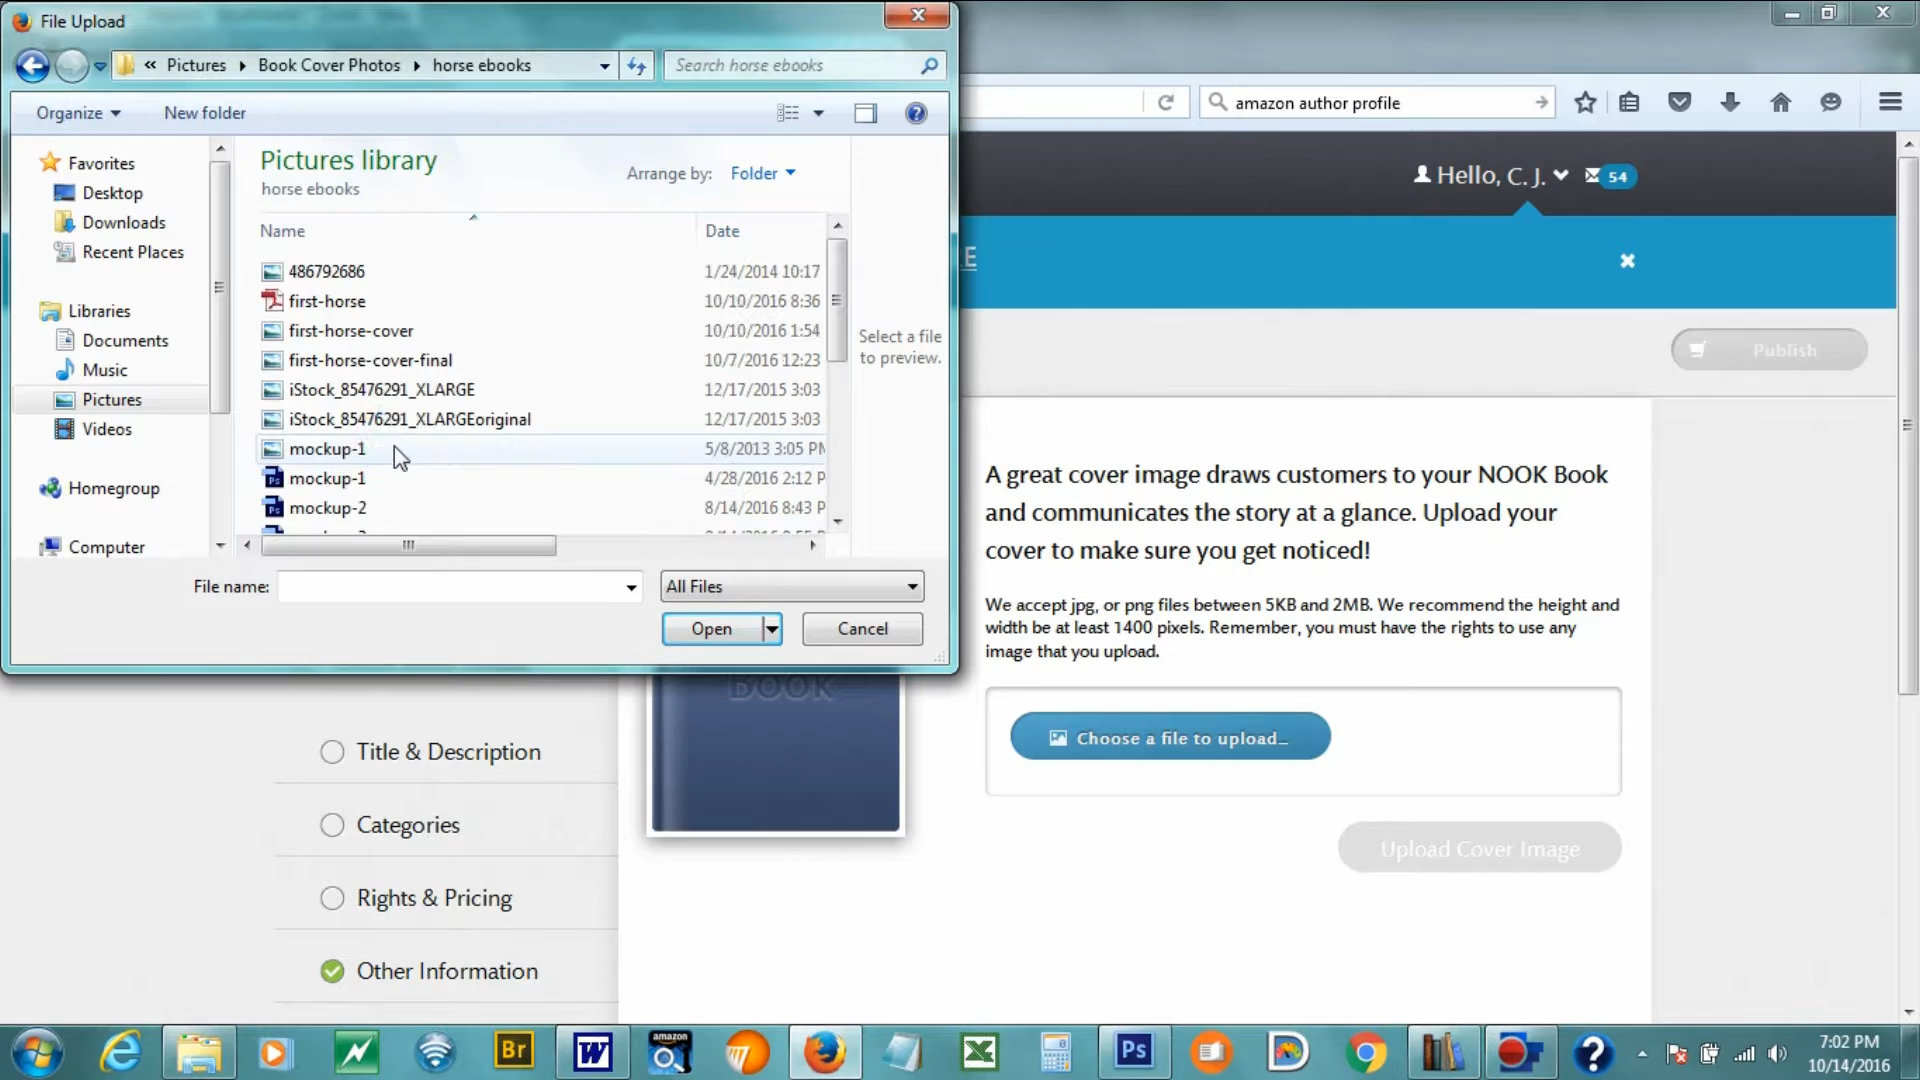 File Upload
« Pictures Book Cover Photos horse ebooks
Search horse ebooks
Organize
New folder
Favorites
Desktop
Downloads
Recent Places
Libraries
Documents
Music
Pictures
Videos
Homegroup
Computer
Pictures library
horse ebooks
Arrange by: Folder
Name Date
486792686 1/24/2014 10:17
first-horse 10/10/2016 8:36
first-horse-cover 10/10/2016 1:54
first-horse-cover-final 10/7/2016 12:23
iStock_85476291_XLARGE 12/17/2015 3:03
iStock_85476291_XLARGEoriginal 12/17/2015 3:03
mockup-1 5/8/2013 3:05 PM
mockup-1 4/28/2016 2:12 P
mockup-2 8/14/2016 8:43 P
Select a file
to preview.
File name:
All Files
Open
Cancel
amazon author profile
Hello, C. J.
54
E
Publish
A great cover image draws customers to your NOOK Book
and communicates the story at a glance. Upload your
cover to make sure you get noticed!
We accept jpg, or png files between 5KB and 2MB. We recommend the height and
width be at least 1400 pixels. Remember, you must have the rights to use any
image that you upload.
BOOK
Choose a file to upload...
Upload Cover Image
Title & Description
Categories
Rights & Pricing
Other Information
Br
W
amazon
Ps
7:02 PM
10/14/2016